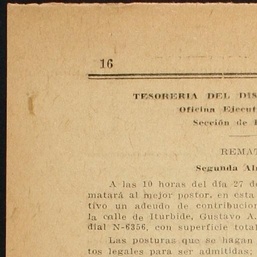 16
TESORERIA DEL DIS
Oficina Ejecut
Sección de
REMAT
Segunda Al
A las 10 horas del día 27 de
matará al mejor postor, en esta
tivo un adeudo de contribucion
la calle de Iturbide, Gustavo A.
dial N-6356, con superficie total
Las posturas que se hagan
tos legales para ser admitidas;